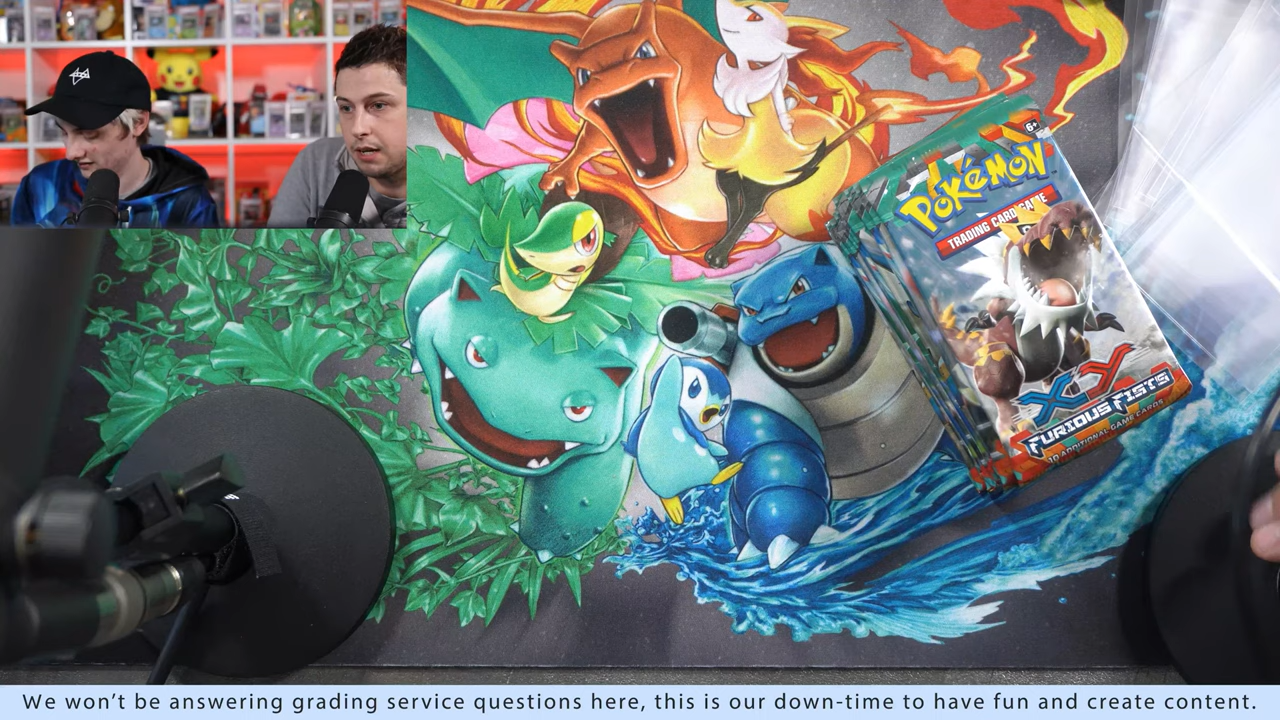 6+
POKéMON
TRADING CARD GAME
XY
FURIOUS FISTS
10 ADDITIONAL GAME CARDS
We won't be answering grading service questions here, this is our down-time to have fun and create content.